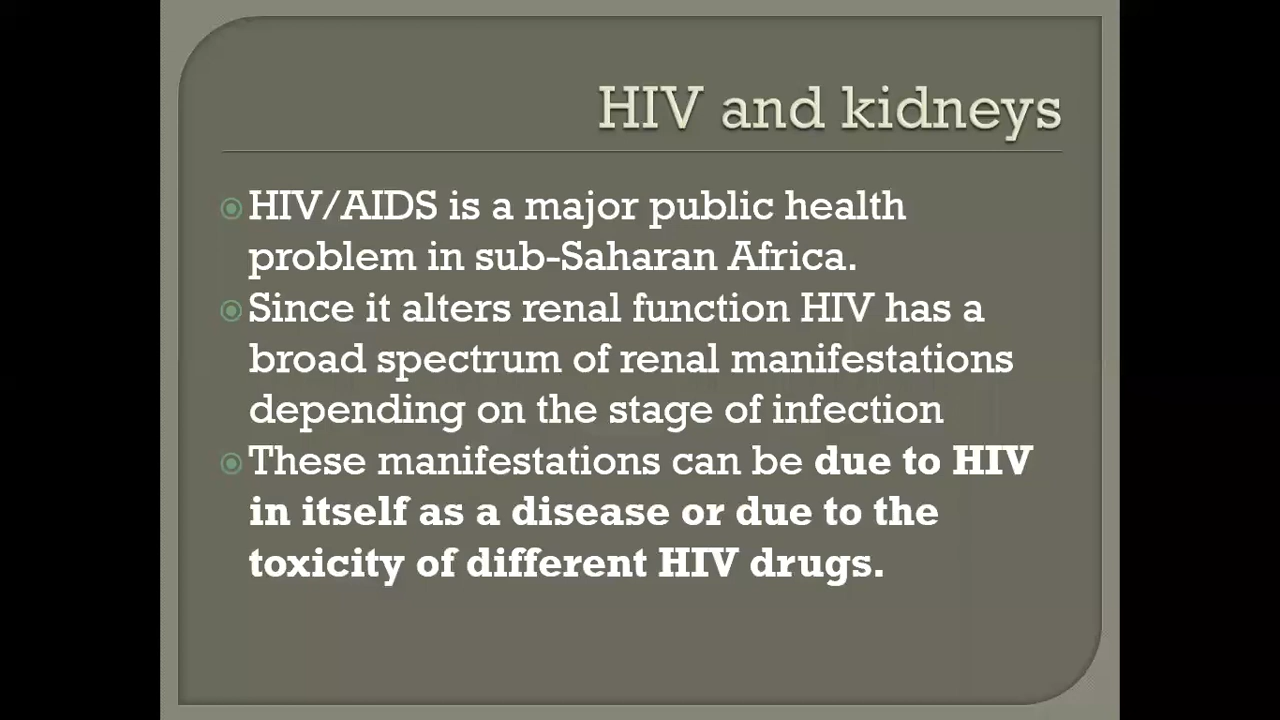 HIV and kidneys
HIV/AIDS is a major public health
problem in sub-Saharan Africa.
Since it alters renal function HIV has a
broad spectrum of renal manifestations
depending on the stage of infection
These manifestations can be due to HIV
in itself as a disease or due to the
toxicity of different HIV drugs.